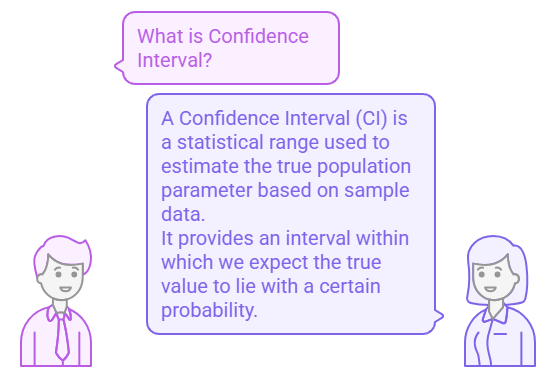 What is Confidence
Interval?
A Confidence Interval (CI) is
a statistical range used to
estimate the true population
parameter based on sample
data.
It provides an interval within
which we expect the true
value to lie with a certain
probability.